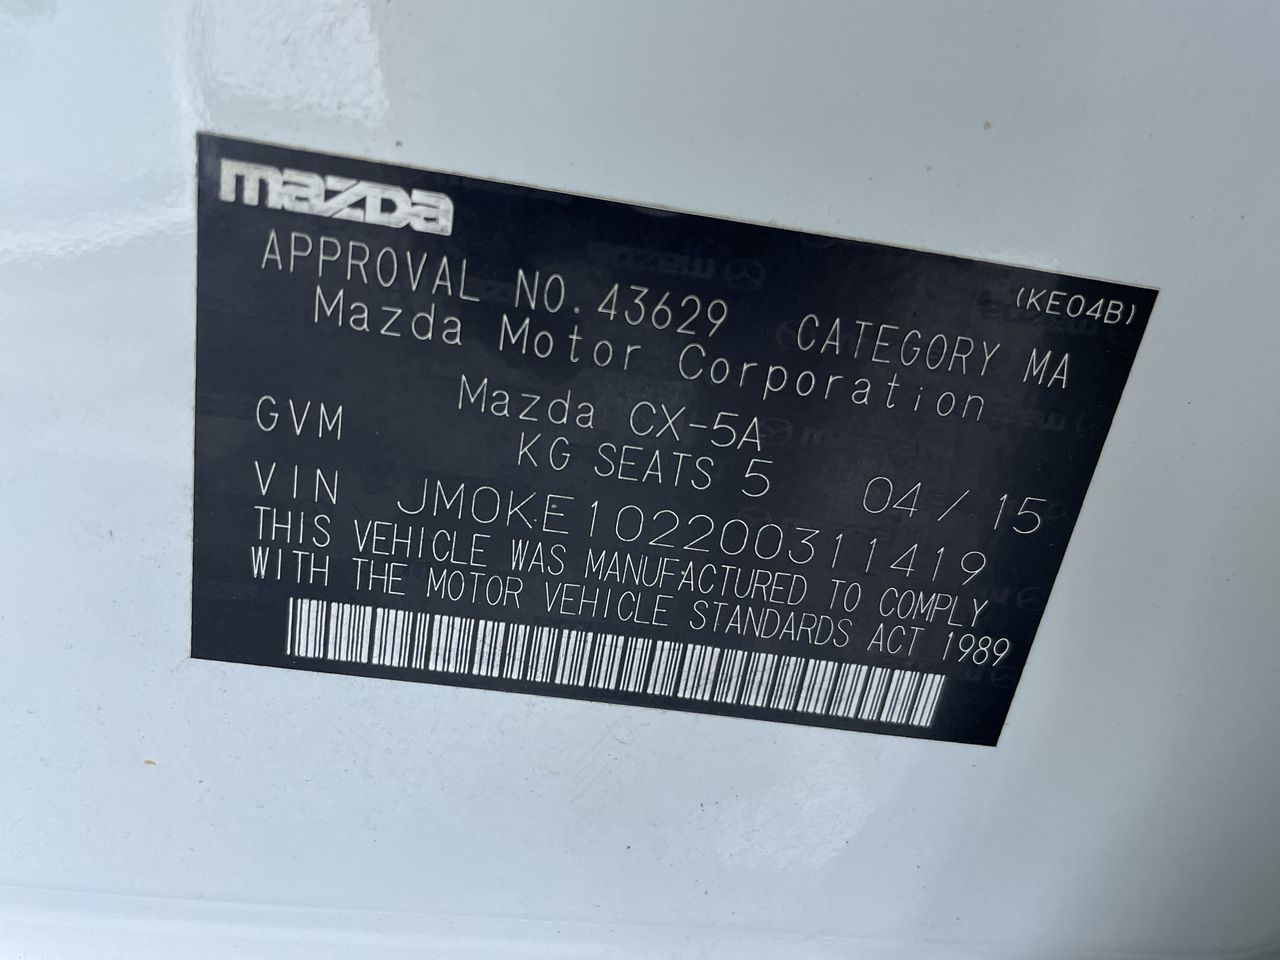 mazda
(KE04B)
APPROVAL NO.43629 CATEGORY MA
Mazda Motor Corporation
Mazda CX-5A
GVM KG SEATS 5 04/15
VIN JM0KE102200311419
THIS VEHICLE WAS MANUFACTURED TO COMPLY
WITH THE MOTOR VEHICLE STANDARDS ACT 1989